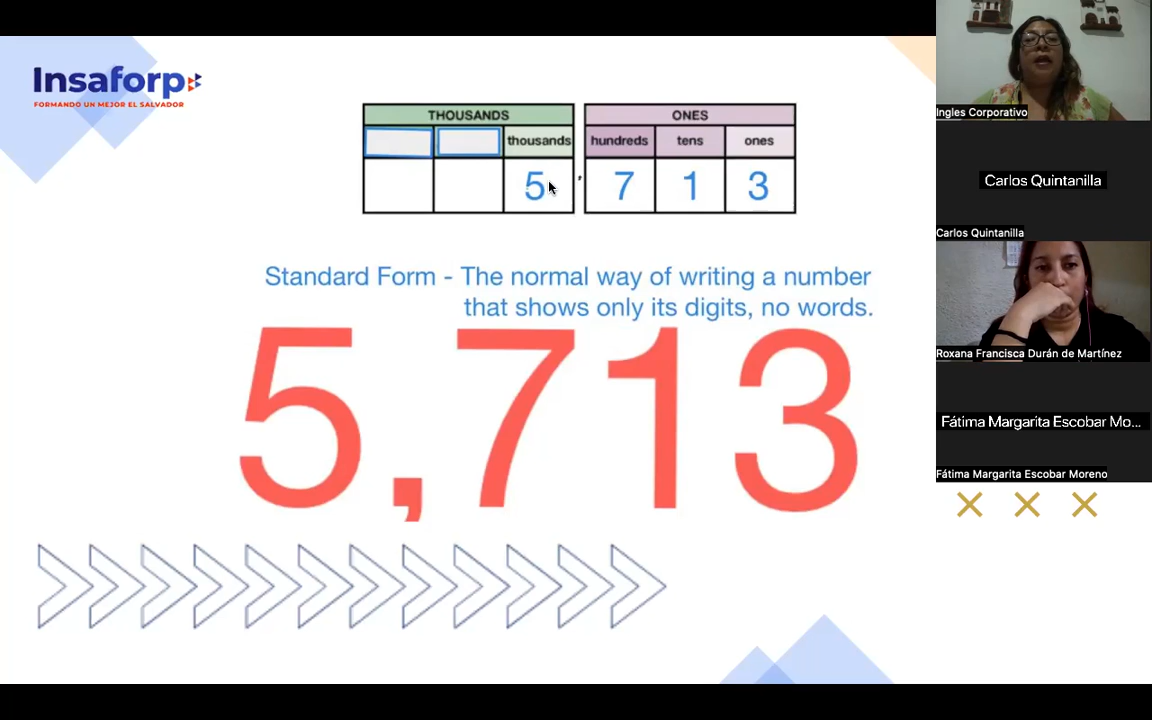 Insaforp
FORMANDO UN MEJOR EL SALVADOR
THOUSANDS
ONES
thousands
hundreds
tens
ones
5 , 7 1 3
Standard Form - The normal way of writing a number
that shows only its digits, no words.
5,713
Ingles Corporativo
Carlos Quintanilla
Carlos Quintanilla
Roxana Francisca Durán de Martínez
Fátima Margarita Escobar Mo...
Fátima Margarita Escobar Moreno